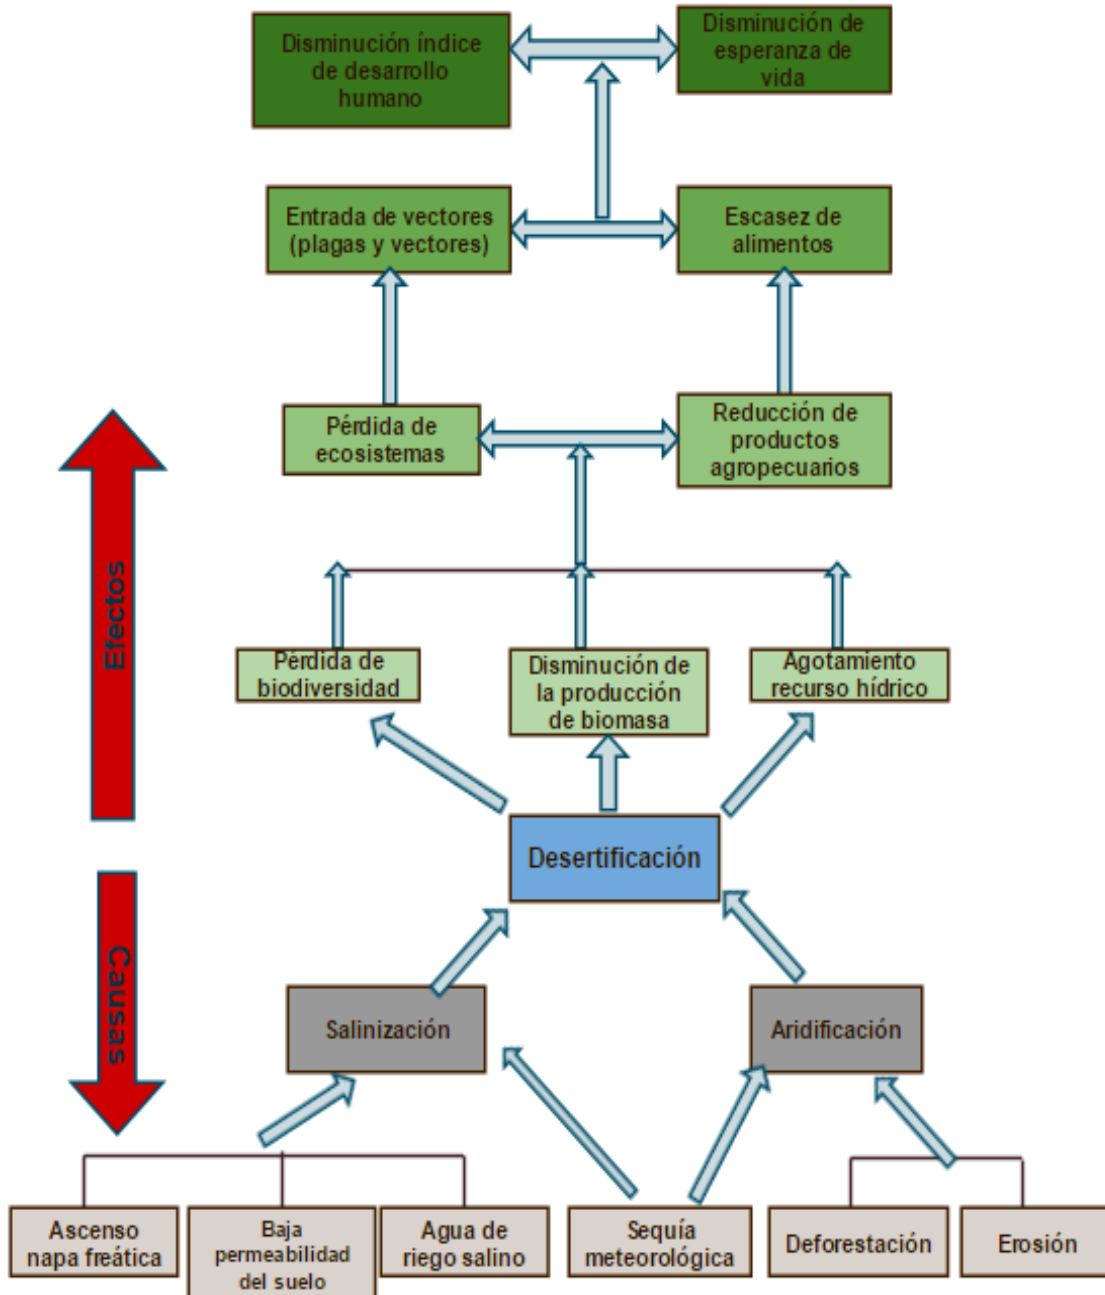 Disminución índice
de desarrollo
humano
Disminución de
esperanza de
vida
Entrada de vectores
(plagas y vectores)
Escasez de
alimentos
Pérdida de
ecosistemas
Reducción de
productos
agropecuarios
Efectos
Pérdida de
biodiversidad
Disminución de
la producción
de biomasa
Agotamiento
recurso hídrico
Desertificación
Causas
Salinización
Aridificación
Ascenso
napa freática
Baja
permeabilidad
del suelo
Agua de
riego salino
Sequía
meteorológica
Deforestación
Erosión